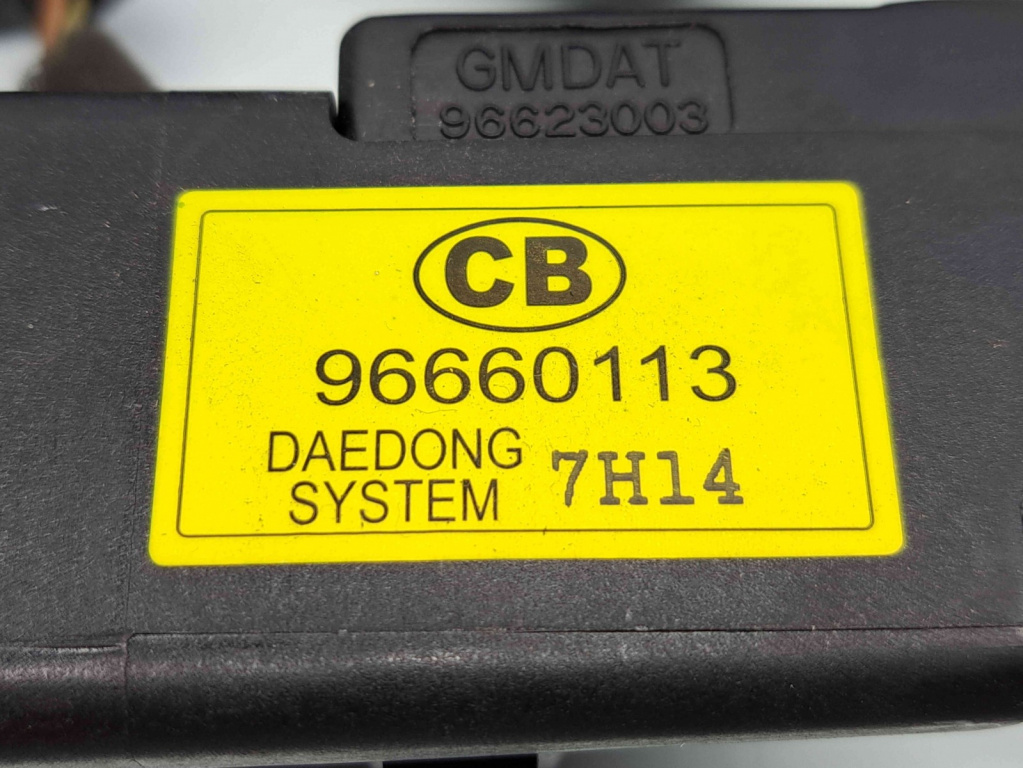 GMDAT
96623003
CB
96660113
DAEDONG
SYSTEM
7H14